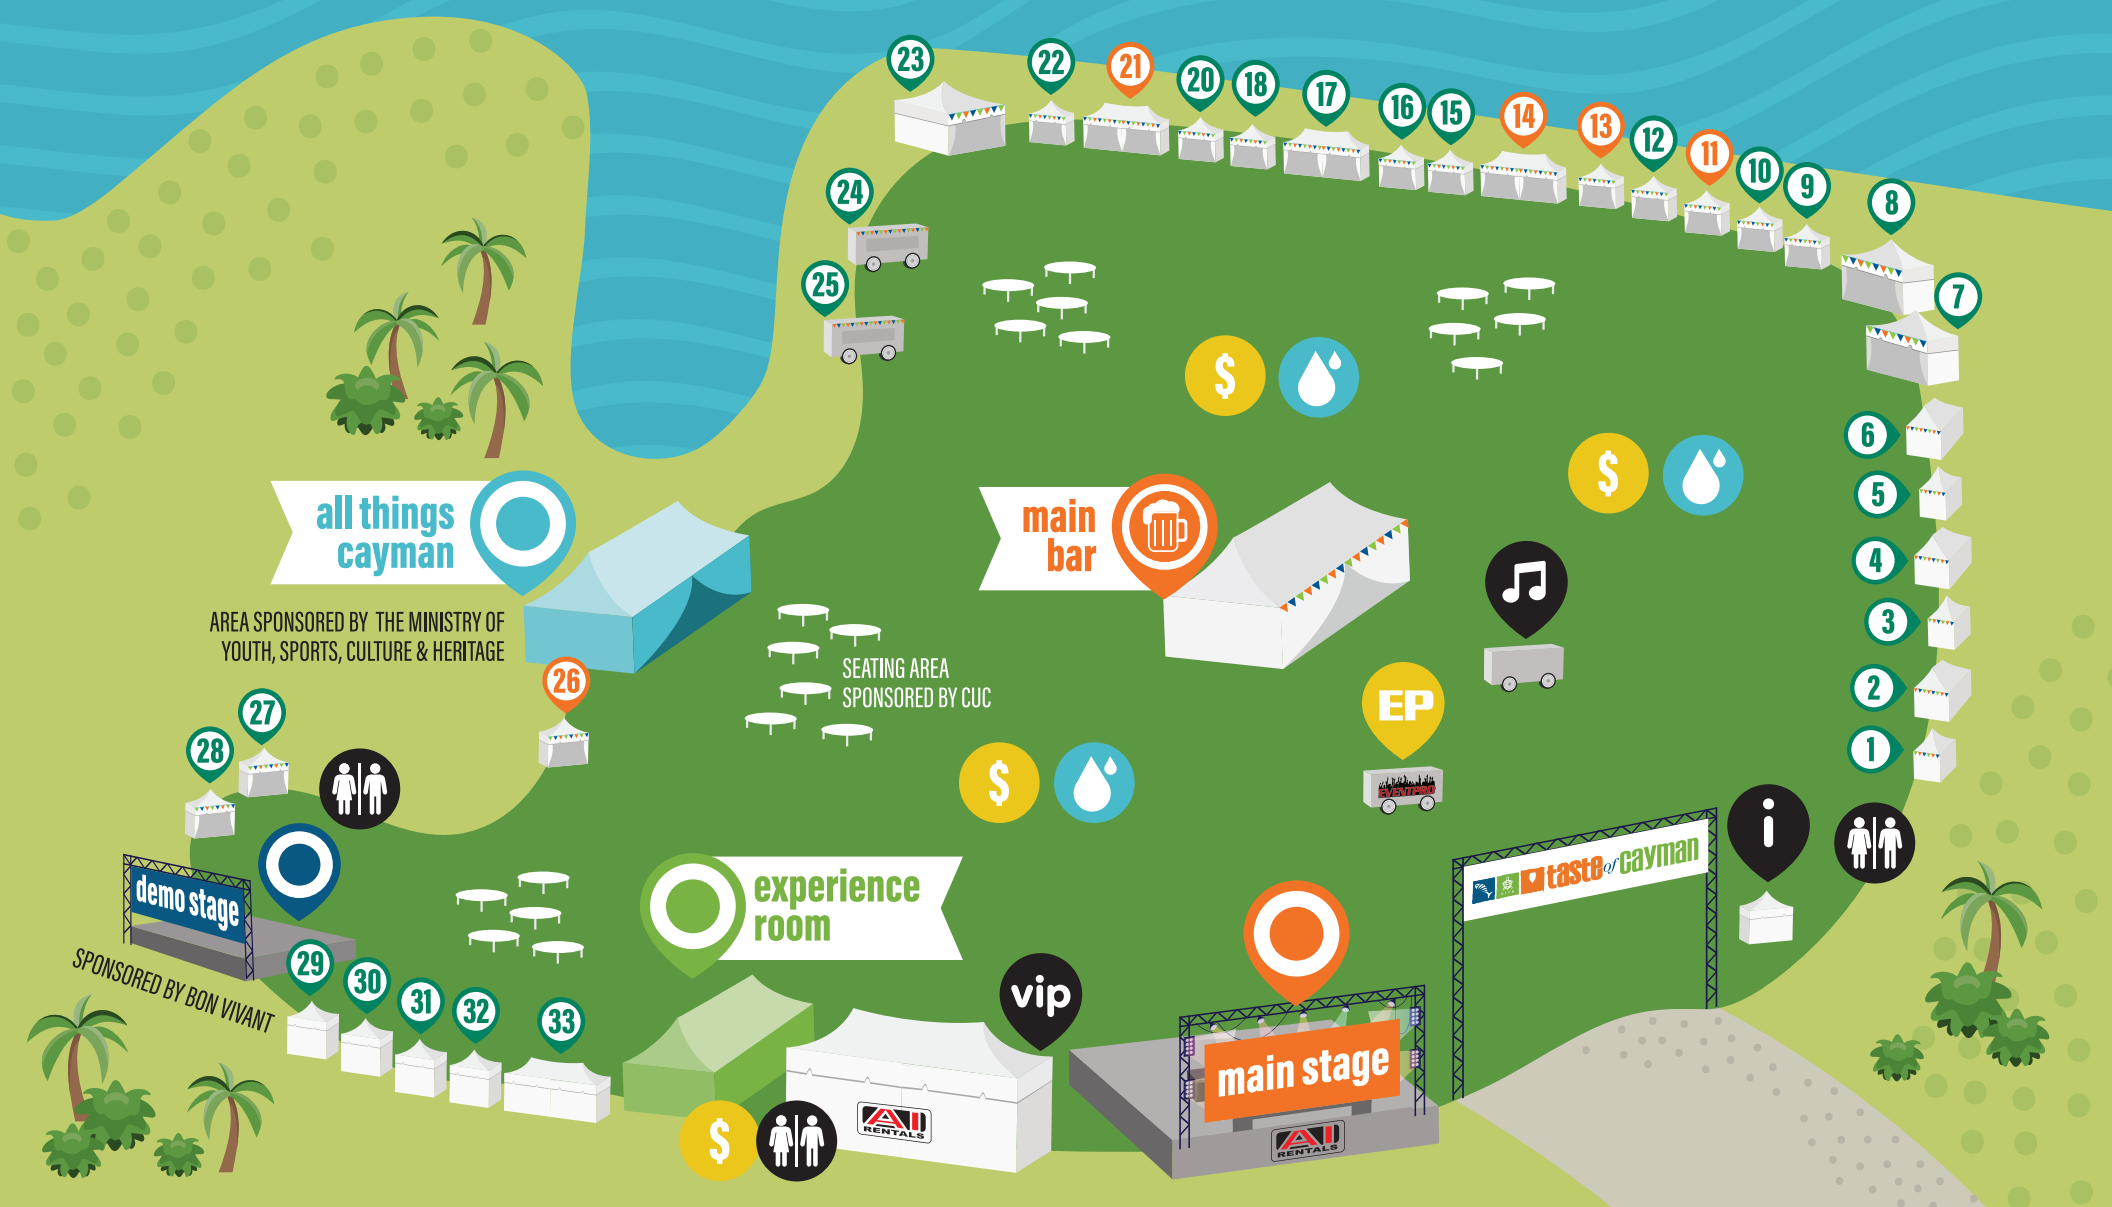 23
22
21
20
18
17
16
15
14
13
12
11
10
9
8
7
24
25
6
5
4
3
2
1
$
$
all things
cayman
AREA SPONSORED BY THE MINISTRY OF
YOUTH, SPORTS, CULTURE & HERITAGE
main
bar
SEATING AREA
SPONSORED BY CUC
26
27
28
EP
EVENTPRO
$
i
taste of cayman
demo stage
SPONSORED BY BON VIVANT
experience
room
vip
29
30
31
32
33
main stage
AI
RENTALS
AI
RENTALS
$